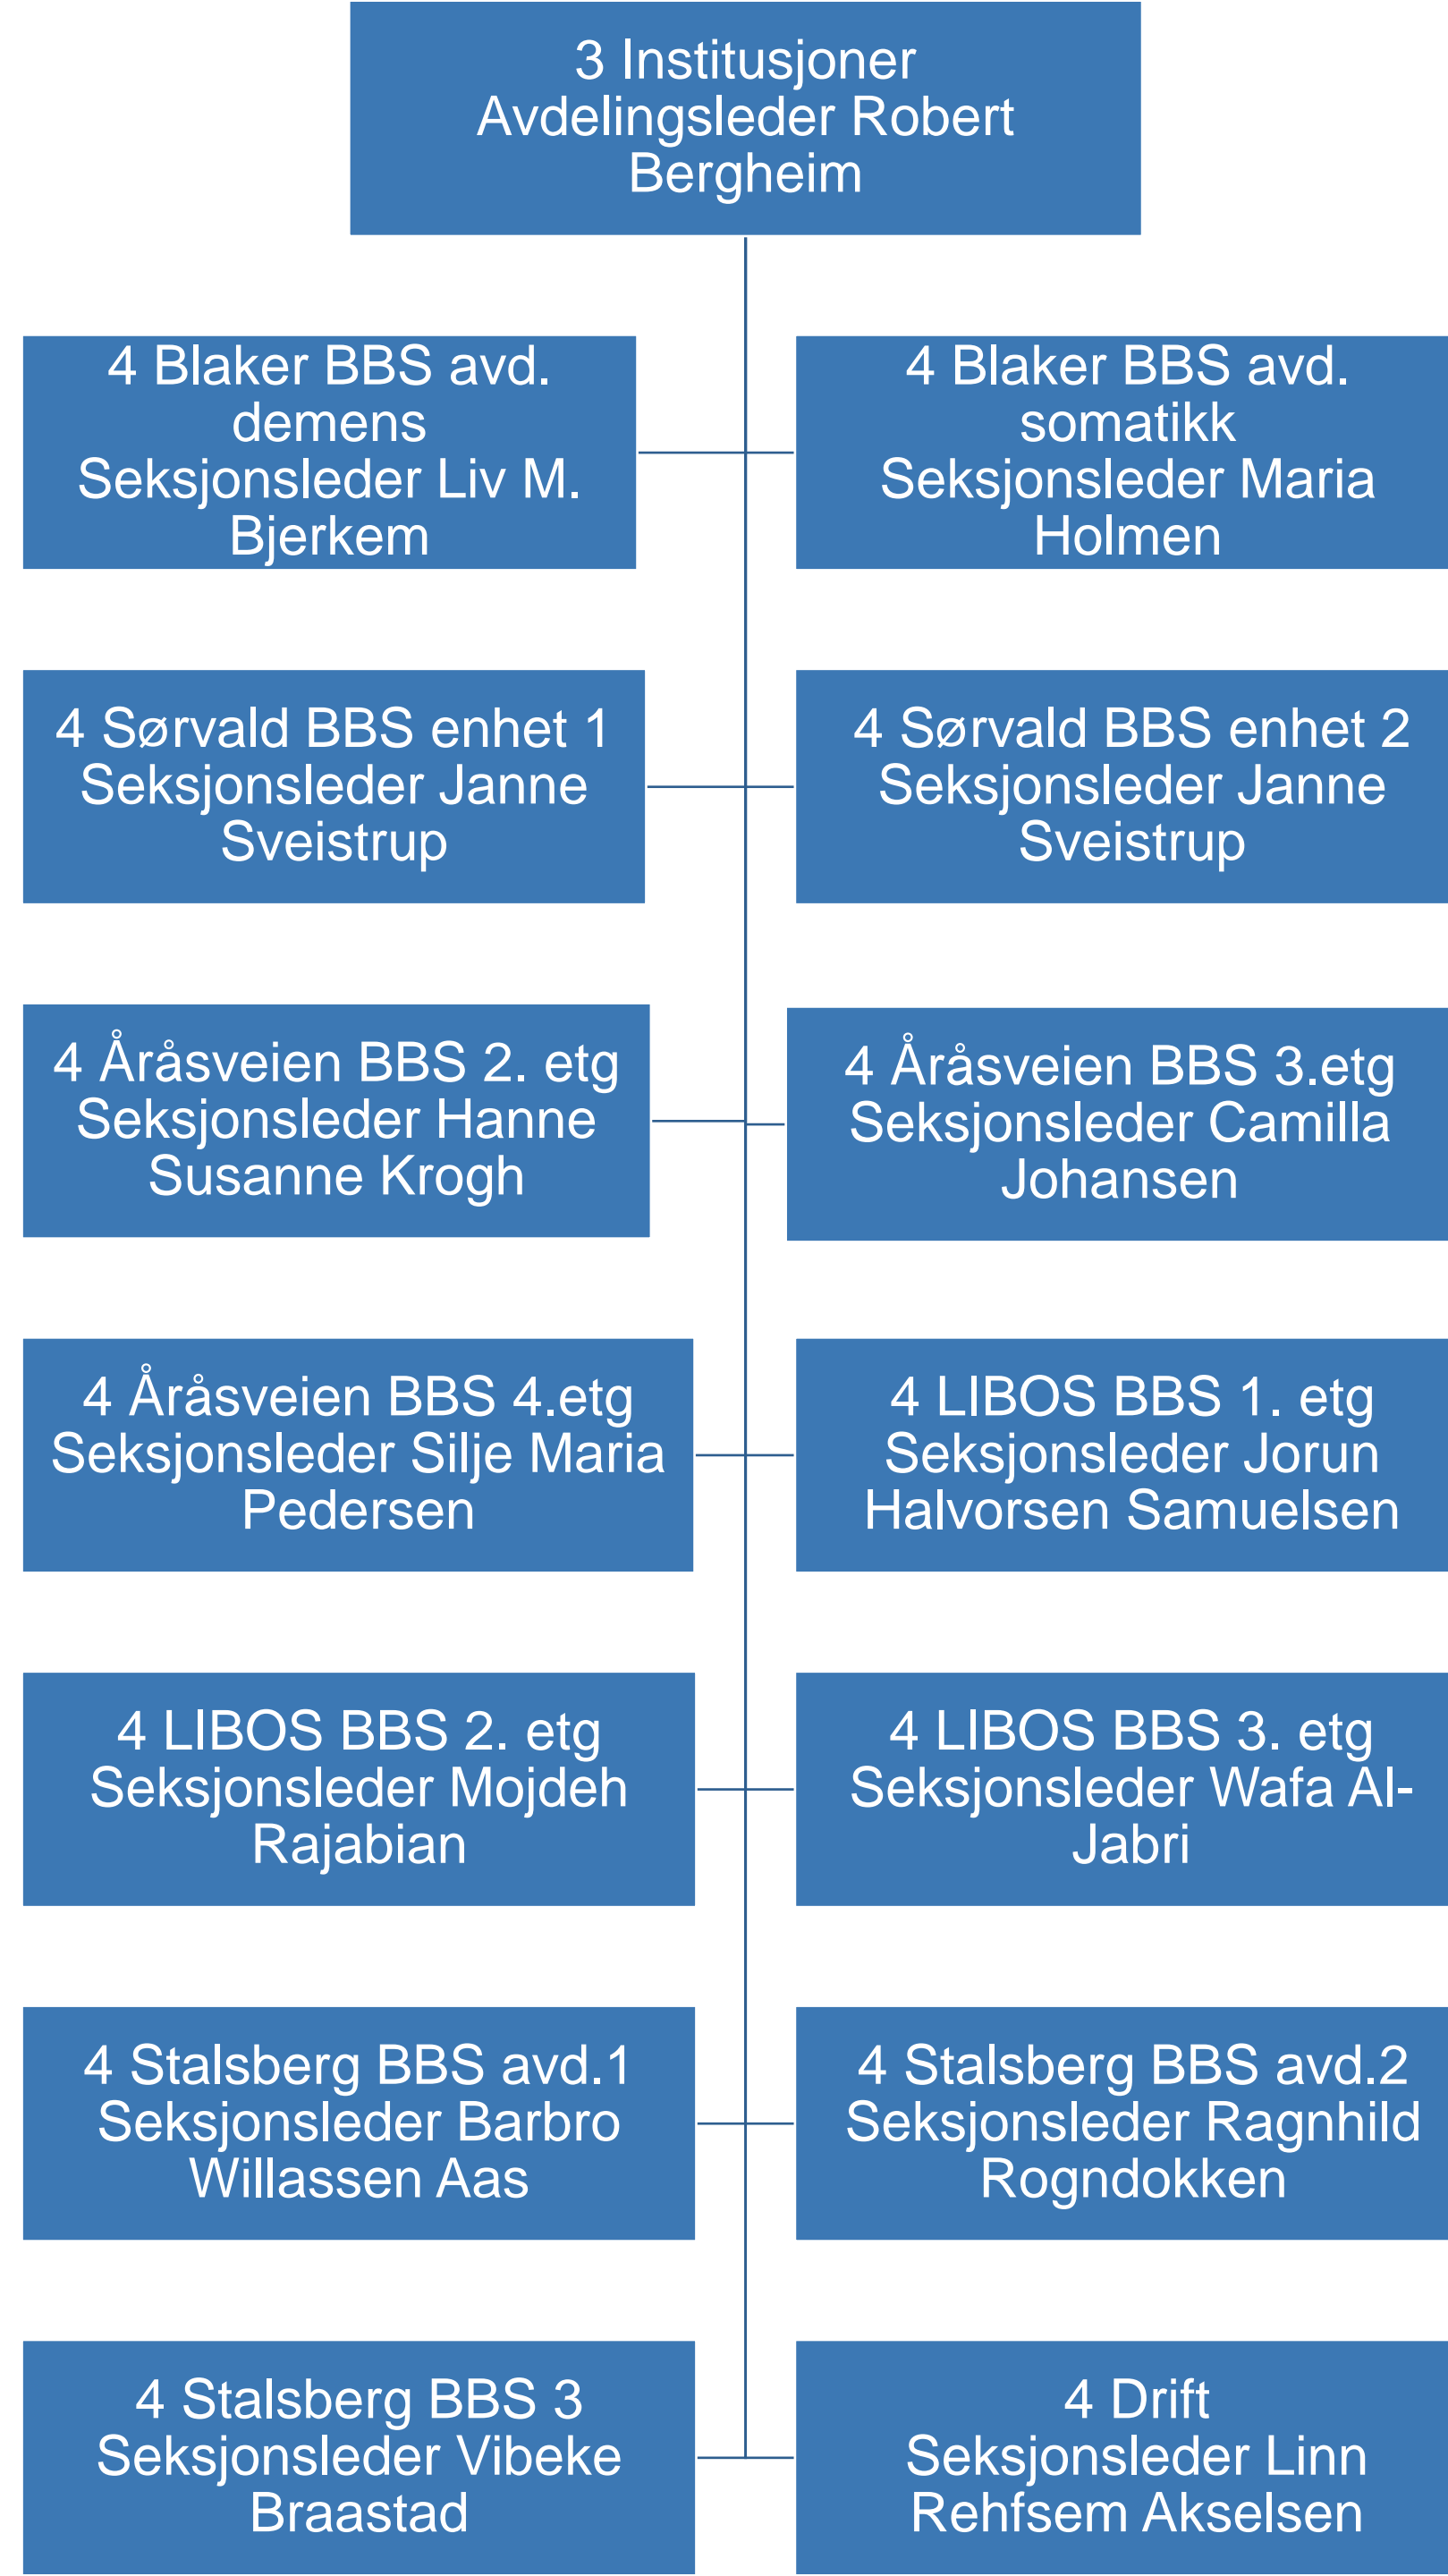 3 Institusjoner
Avdelingsleder Robert
Bergheim
4 Blaker BBS avd.
demens
Seksjonsleder Liv M.
Bjerkem
4 Blaker BBS avd.
somatikk
Seksjonsleder Maria
Holmen
4 Sørvald BBS enhet 1
Seksjonsleder Janne
Sveistrup
4 Sørvald BBS enhet 2
Seksjonsleder Janne
Sveistrup
4 Åråsveien BBS 2. etg
Seksjonsleder Hanne
Susanne Krogh
4 Åråsveien BBS 3.etg
Seksjonsleder Camilla
Johansen
4 Åråsveien BBS 4.etg
Seksjonsleder Silje Maria
Pedersen
4 LIBOS BBS 1. etg
Seksjonsleder Jorun
Halvorsen Samuelsen
4 LIBOS BBS 2. etg
Seksjonsleder Mojdeh
Rajabian
4 LIBOS BBS 3. etg
Seksjonsleder Wafa Al-
Jabri
4 Stalsberg BBS avd.1
Seksjonsleder Barbro
Willassen Aas
4 Stalsberg BBS avd.2
Seksjonsleder Ragnhild
Rogndokken
4 Stalsberg BBS 3
Seksjonsleder Vibeke
Braastad
4 Drift
Seksjonsleder Linn
Rehfsem Akselsen